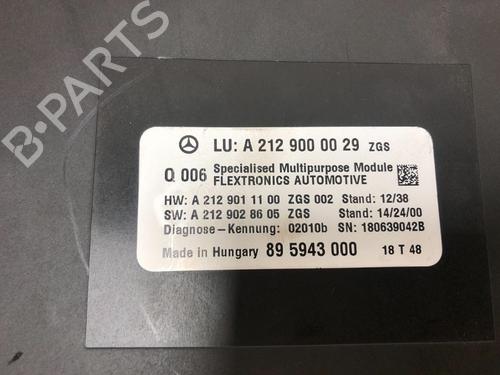 B-PARTS
LU: A 212 900 00 29 ZGS
Q 006 Specialised Multipurpose Module
FLEXTRONICS AUTOMOTIVE
HW: A 212 901 11 00 ZGS 002 Stand: 12/38
SW: A 212 902 86 05 ZGS Stand: 14/24/00
Diagnose-Kennung: 02010b SN: 180639042B
Made in Hungary 89 5943 000 18 T 48